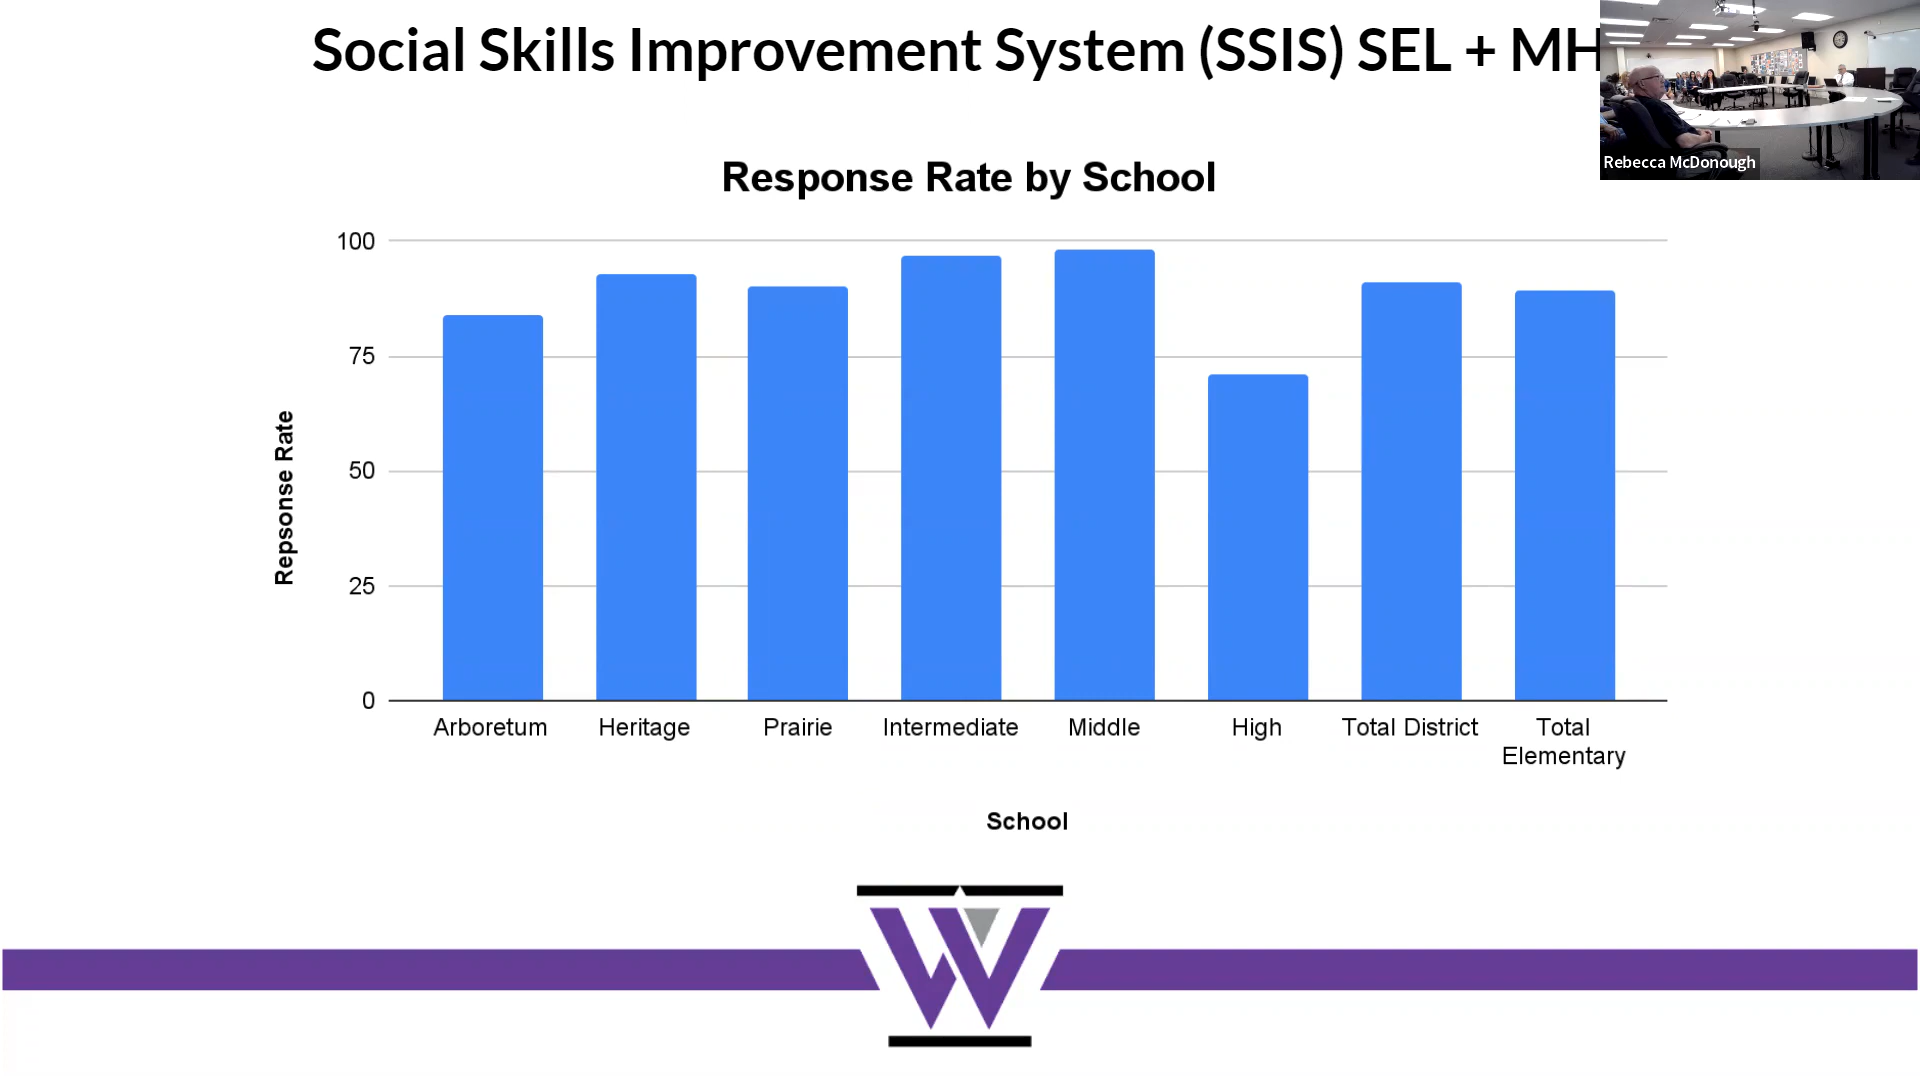 Social Skills Improvement System (SSIS) SEL + MH
Rebecca McDonough
Response Rate by School
100
75
50
25
0
Repsonse Rate
Arboretum
Heritage
Prairie
Intermediate
Middle
High
Total District
Total
Elementary
School
W